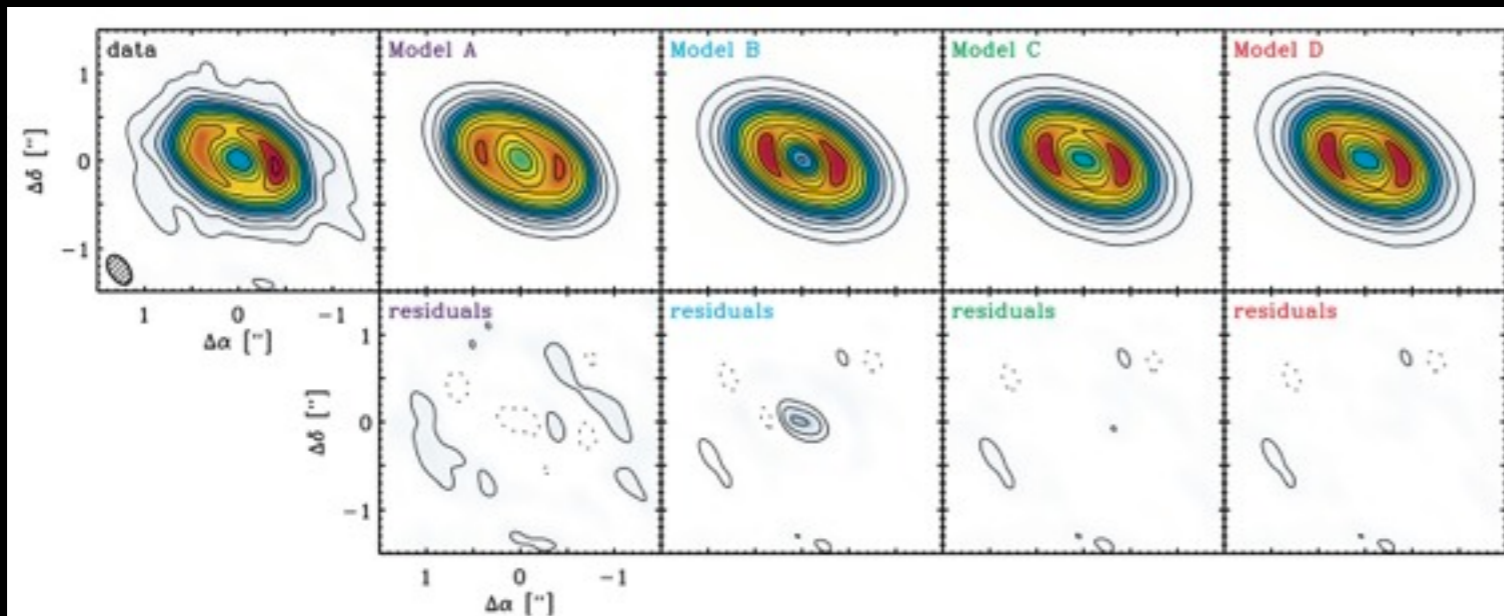 data Model A Model B Model C Model D
1
0
−1
Δδ ["]
1 0 −1
Δα ["]
residuals residuals residuals residuals
1
0
−1
Δδ ["]
1 0 −1
Δα ["]